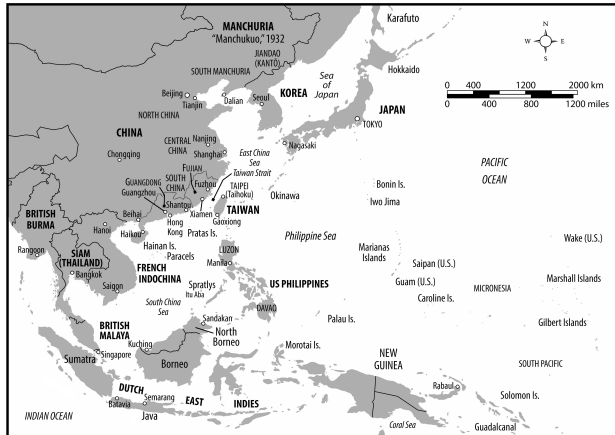 Karafuto
N
W
E
S
MANCHURIA
"Manchukuo," 1932
JIANDAO
(KANTŌ)
SOUTH MANCHURIA
Hokkaido
Sea
of
Japan
Beijing
Tianjin
Dalian
Seoul
KOREA
NORTH CHINA
JAPAN
TOKYO
0 400 800 1200 2000 km
0 400 800 1200 miles
CHINA
CENTRAL
CHINA
Nanjing
Shanghai
Nagasaki
Chongqing
East China
Sea
Taiwan Strait
PACIFIC
OCEAN
FUJIAN
GUANGDONG
SOUTH
CHINA
Fuzhou
Guangzhou
Shantou
TAIPEI
(Taihoku)
Okinawa
Bonin Is.
Iwo Jima
Xiamen
TAIWAN
Gaoxiong
BRITISH
BURMA
Beihai
Hanoi
Haikou
Hong
Kong
Pratas Is.
Philippine Sea
Wake (U.S.)
Rangoon
SIAM
(THAILAND)
Bangkok
Hainan Is.
Paracels
LUZON
Manila
Marianas
Islands
Saipan (U.S.)
Guam (U.S.)
Caroline Is.
MICRONESIA
Marshall Islands
FRENCH
INDOCHINA
Saigon
Spratlys
Itu Aba
US PHILIPPINES
South China
Sea
DAVAO
Palau Is.
Gilbert Islands
Sandakan
North
Borneo
BRITISH
MALAYA
Kuching
Singapore
Sumatra
Borneo
Morotai Is.
NEW
GUINEA
SOUTH PACIFIC
Rabaul
Solomon Is.
DUTCH EAST INDIES
Batavia
Semarang
Java
INDIAN OCEAN
Coral Sea
Guadalcanal